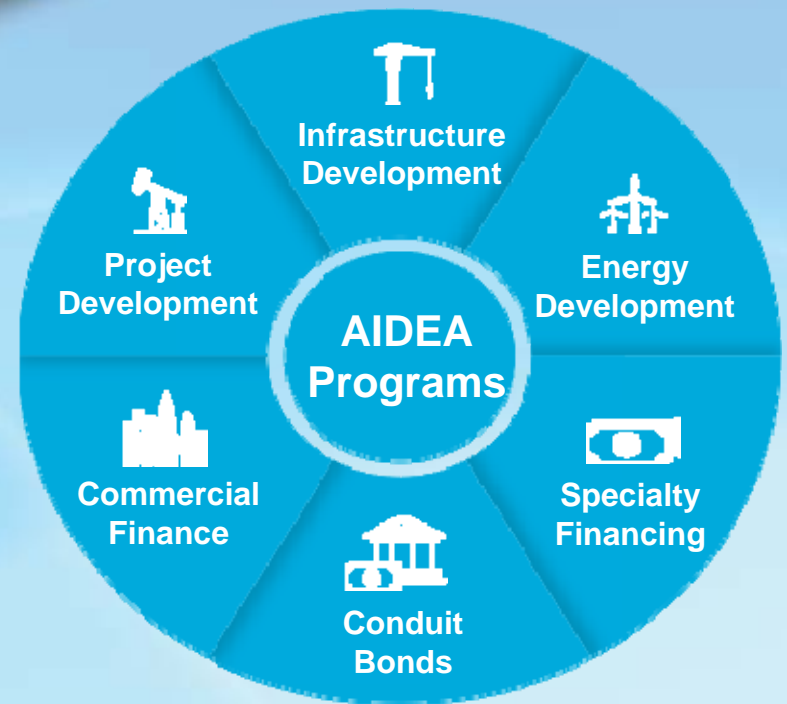 Infrastructure
Development
Energy
Development
Specialty
Financing
Conduit
Bonds
Commercial
Finance
Project
Development
AIDEA
Programs